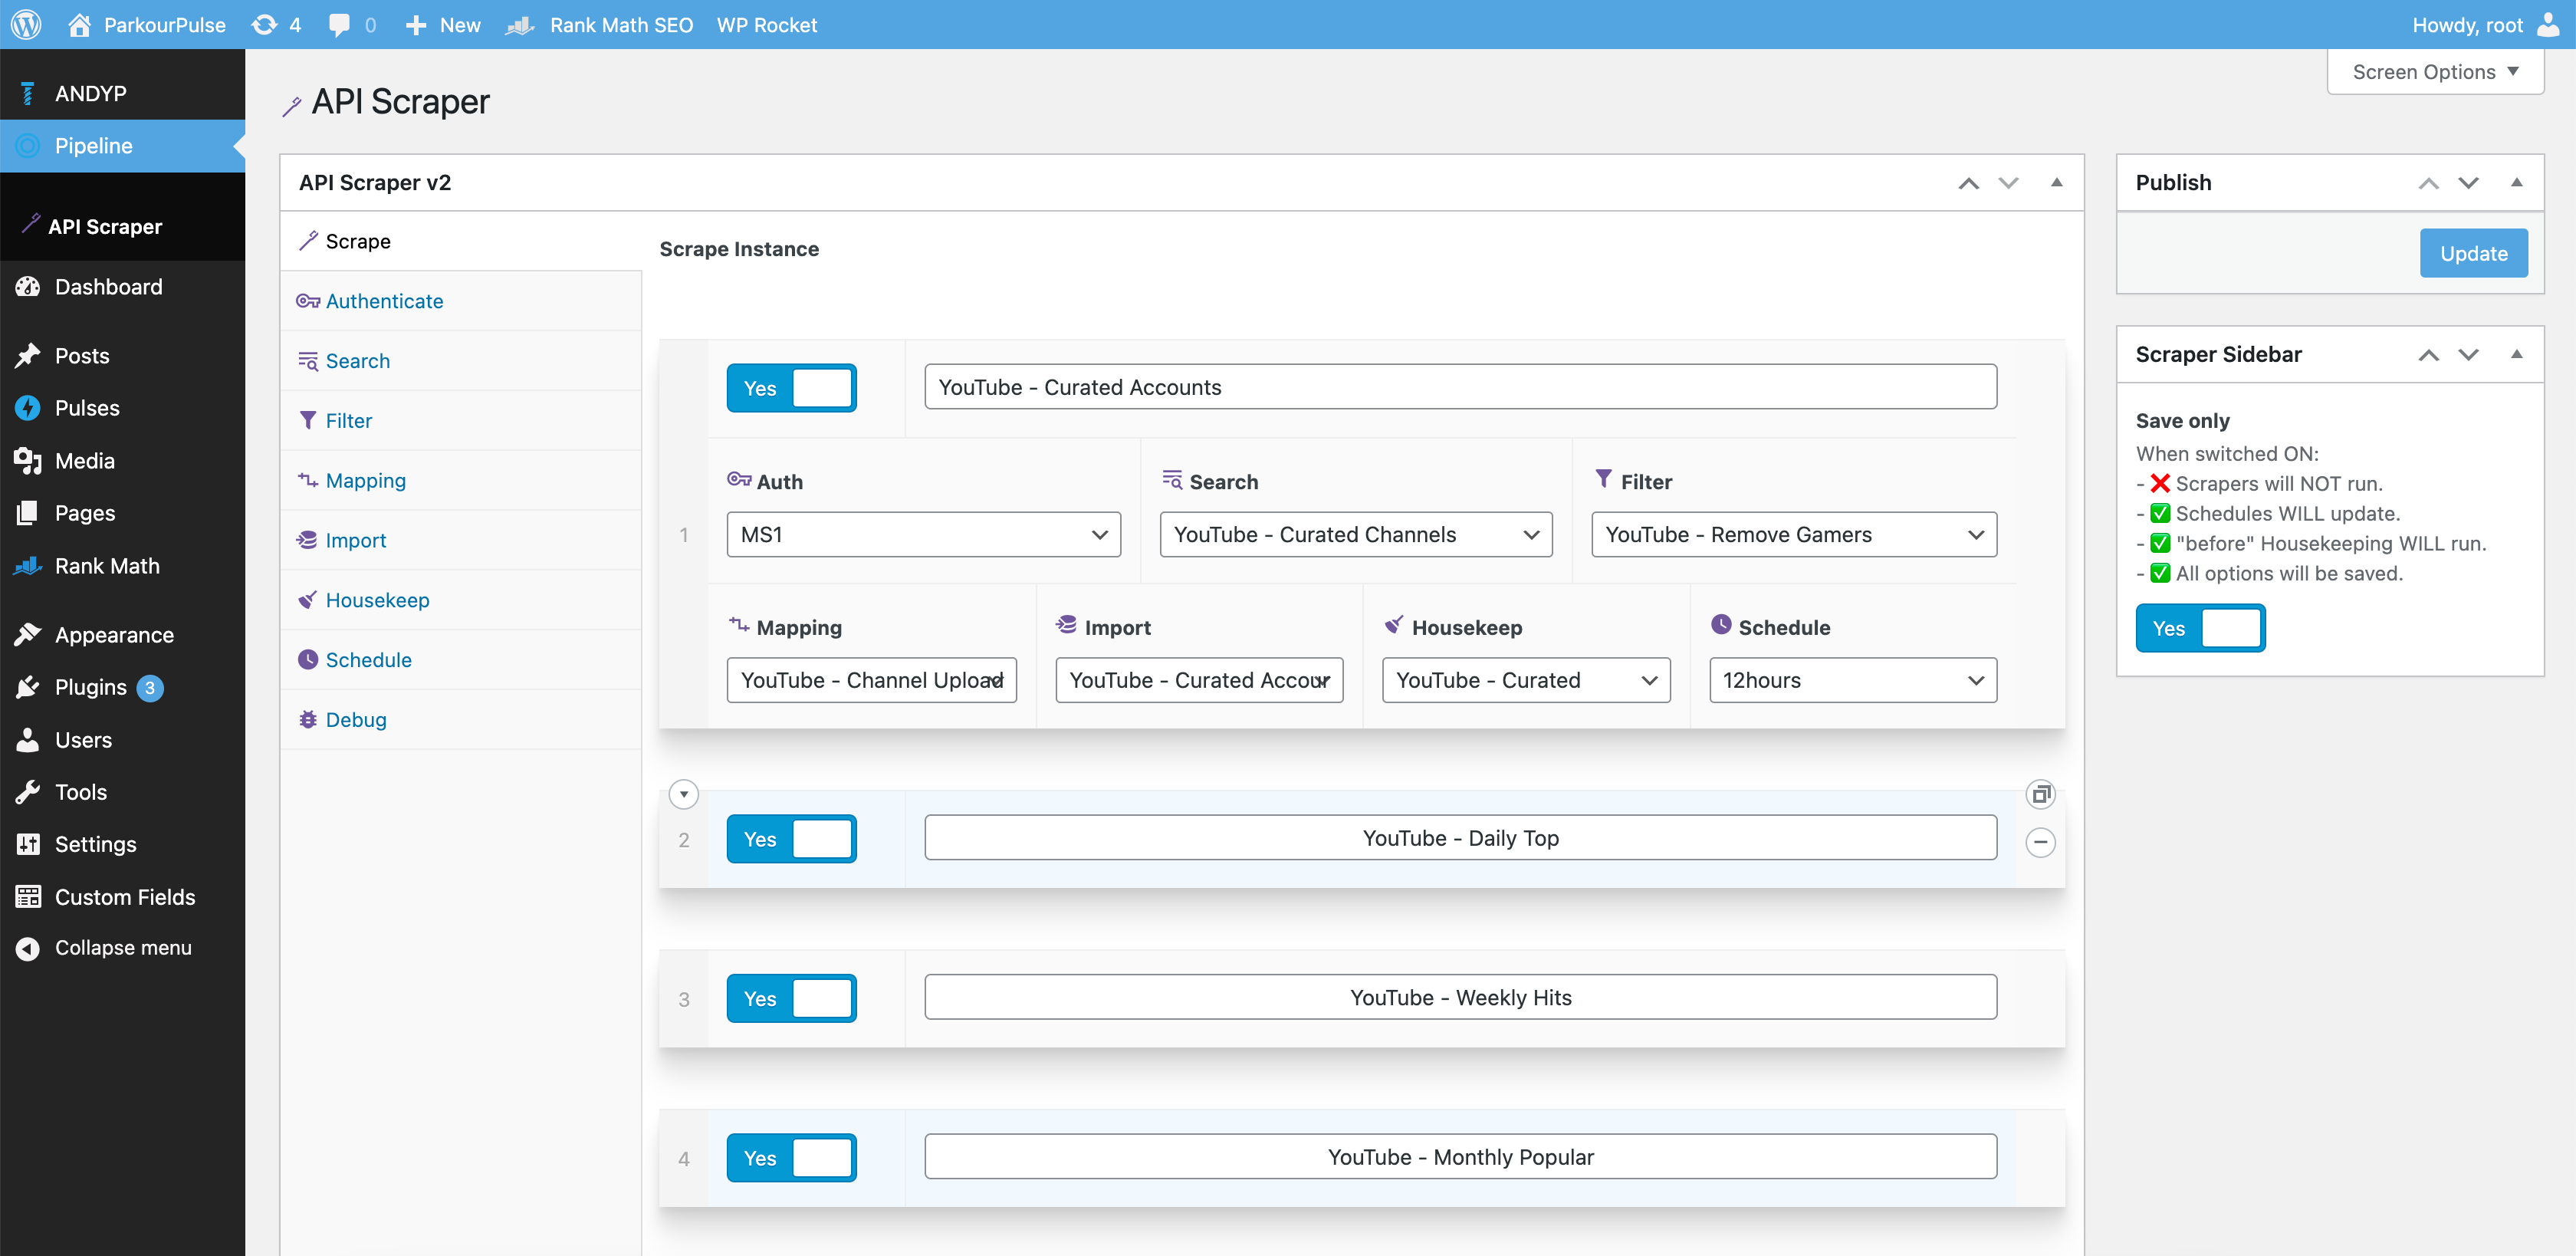 ParkourPulse 4 0 New Rank Math SEO WP Rocket Howdy, root
Screen Options
ANDYP
Pipeline
API Scraper
Dashboard
Posts
Pulses
Media
Pages
Rank Math
Appearance
Plugins 3
Users
Tools
Settings
Custom Fields
Collapse menu
API Scraper
API Scraper v2
Scrape
Authenticate
Search
Filter
Mapping
Import
Housekeep
Schedule
Debug
Scrape Instance
1
Yes YouTube - Curated Accounts
Auth Search Filter
MS1 YouTube - Curated Channels YouTube - Remove Gamers
Mapping Import Housekeep Schedule
YouTube - Channel Upload YouTube - Curated Accour YouTube - Curated 12hours
2 Yes YouTube - Daily Top
3 Yes YouTube - Weekly Hits
4 Yes YouTube - Monthly Popular
Publish
Update
Scraper Sidebar
Save only
When switched ON:
- ❌ Scrapers will NOT run.
- ✅ Schedules WILL update.
- ✅ "before" Housekeeping WILL run.
- ✅ All options will be saved.
Yes